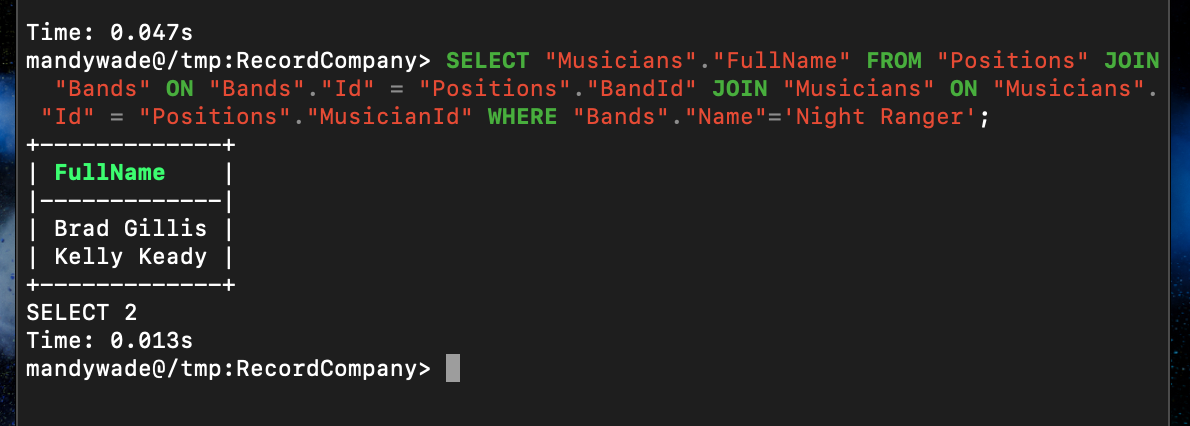 Time: 0.047s
mandywade@/tmp:RecordCompany> SELECT "Musicians"."FullName" FROM "Positions" JOIN
"Bands" ON "Bands"."Id" = "Positions"."BandId" JOIN "Musicians" ON "Musicians".
"Id" = "Positions"."MusicianId" WHERE "Bands"."Name"='Night Ranger';
+-------------+
| FullName    |
|-------------|
| Brad Gillis |
| Kelly Keady |
+-------------+
SELECT 2
Time: 0.013s
mandywade@/tmp:RecordCompany>